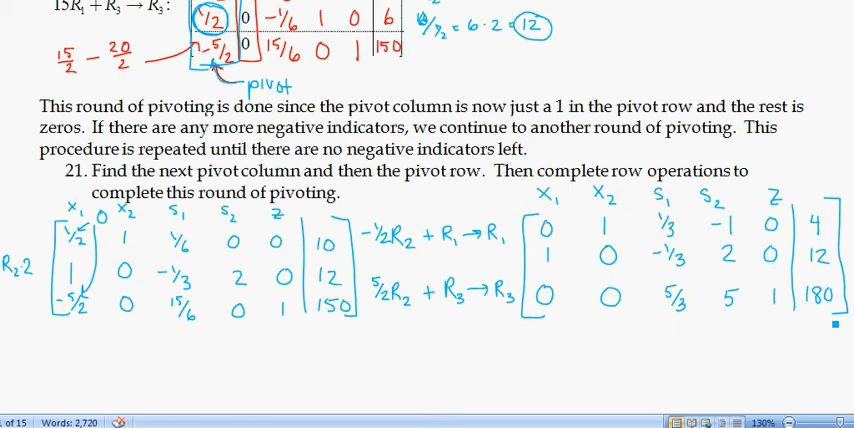 15R₁ + R₃ → R₃:
1/2 0 -1/6 1 0 6
-5/2 0 15/6 0 1 150
= 6 · 2 = 12
15/2 - 20/2
pivot
This round of pivoting is done since the pivot column is now just a 1 in the pivot row and the rest is
zeros. If there are any more negative indicators, we continue to another round of pivoting. This
procedure is repeated until there are no negative indicators left.
21. Find the next pivot column and then the pivot row. Then complete row operations to
complete this round of pivoting.
X₁ 0 X₂ S₁ S₂ Z
1/2 1 1/6 0 0 10
R₂·2 1 0 -1/3 2 0 12
-5/2 0 15/6 0 1 150
-1/2R₂ + R₁ → R₁
5/2R₂ + R₃ → R₃
X₁ X₂ S₁ S₂ Z
0 1 1/3 -1 0 4
1 0 -1/3 2 0 12
0 0 5/3 5 1 180
of 15 Words: 2,720 130%